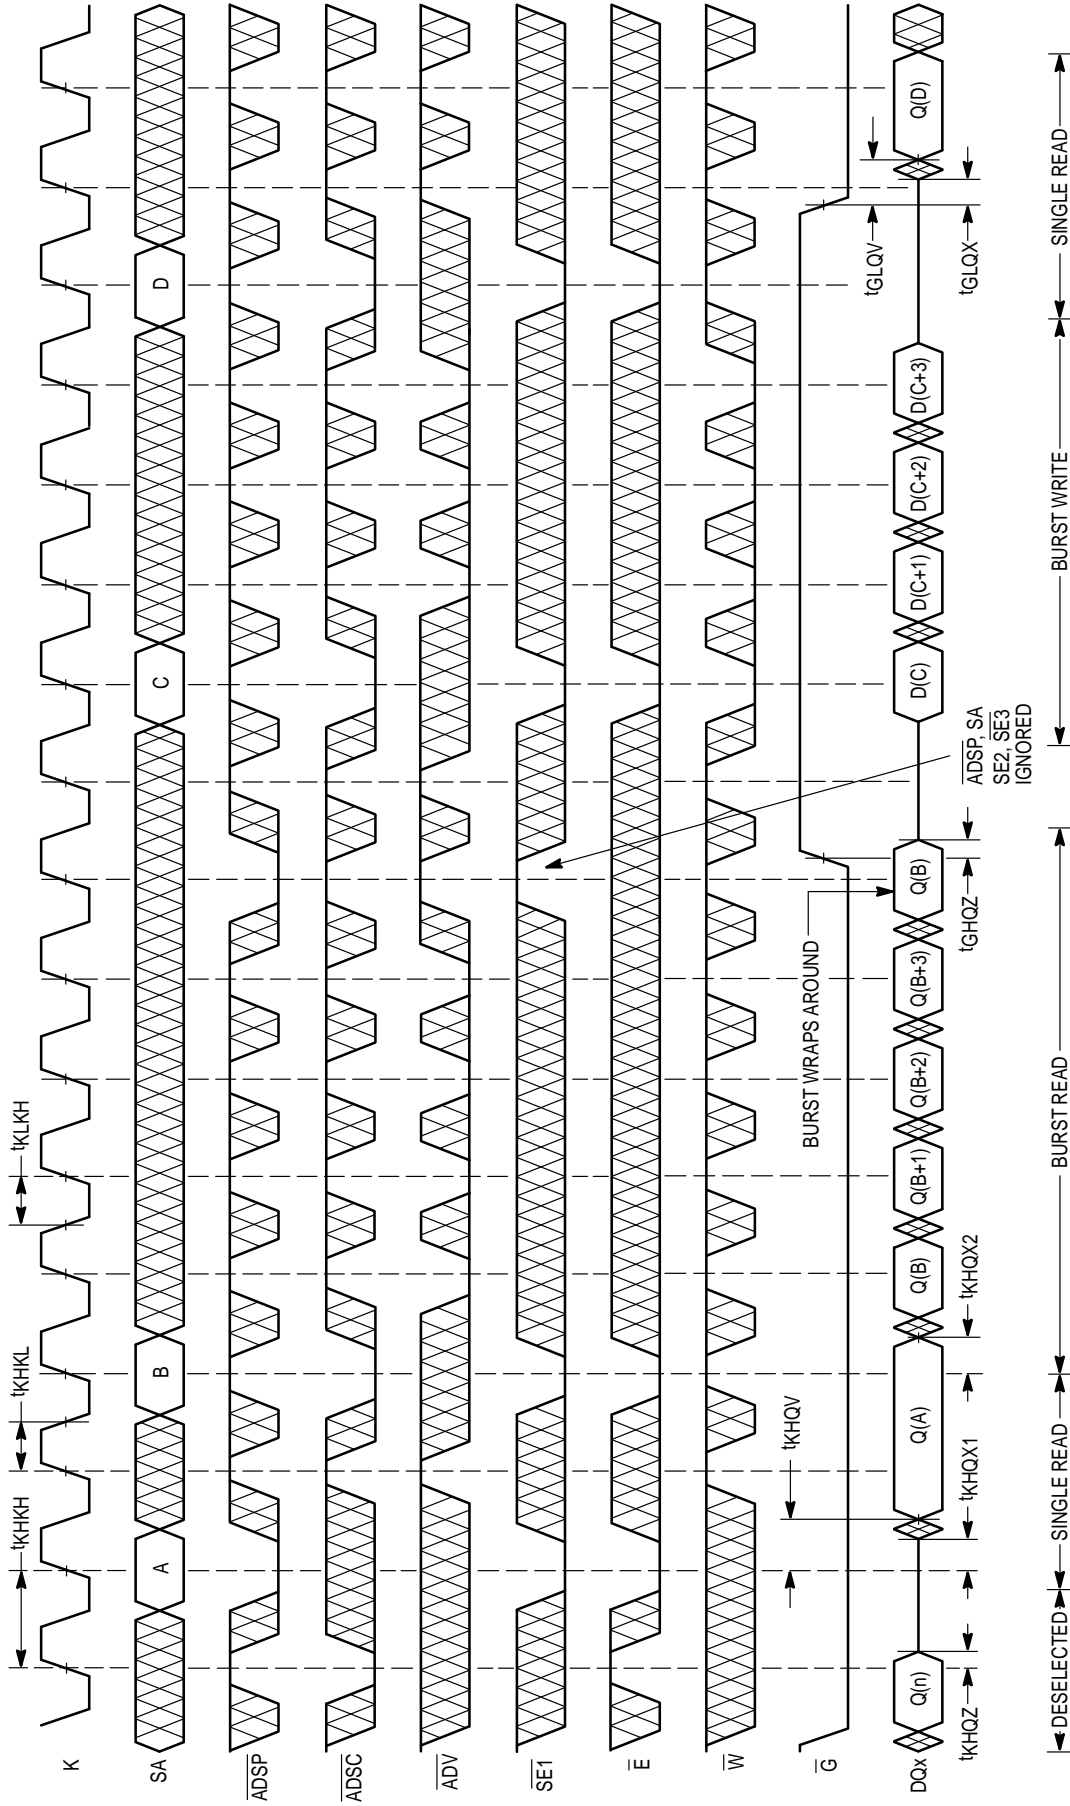 tKHKH
tKHKL
tKLKH
K
SA
A
B
C
D
ADSP
ADSC
ADV
SE1
E
W
G
tKHQV
BURST WRAPS AROUND
tGLQV
DQx
Q(n)
Q(A)
Q(B)
Q(B+1)
Q(B+2)
Q(B+3)
Q(B)
D(C)
D(C+1)
D(C+2)
D(C+3)
Q(D)
tKHQZ
tKHQX1
tKHQX2
tGHQZ
ADSP, SA
SE2, SE3
IGNORED
tGLQX
DESELECTED
SINGLE READ
BURST READ
BURST WRITE
SINGLE READ